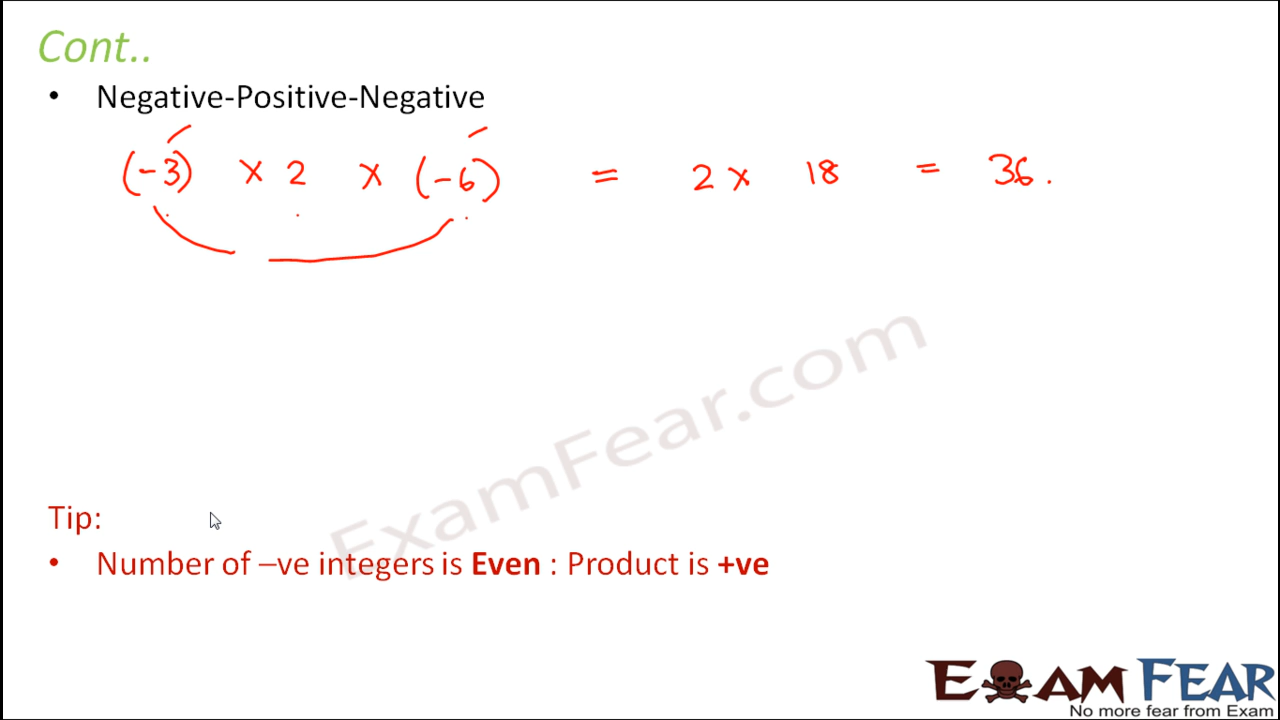 Cont..
• Negative-Positive-Negative
(-3) × 2 × (-6) = 2 × 18 = 36.
ExamFear.com
Tip:
• Number of –ve integers is Even : Product is +ve
EXAM FEAR
No more fear from Exam